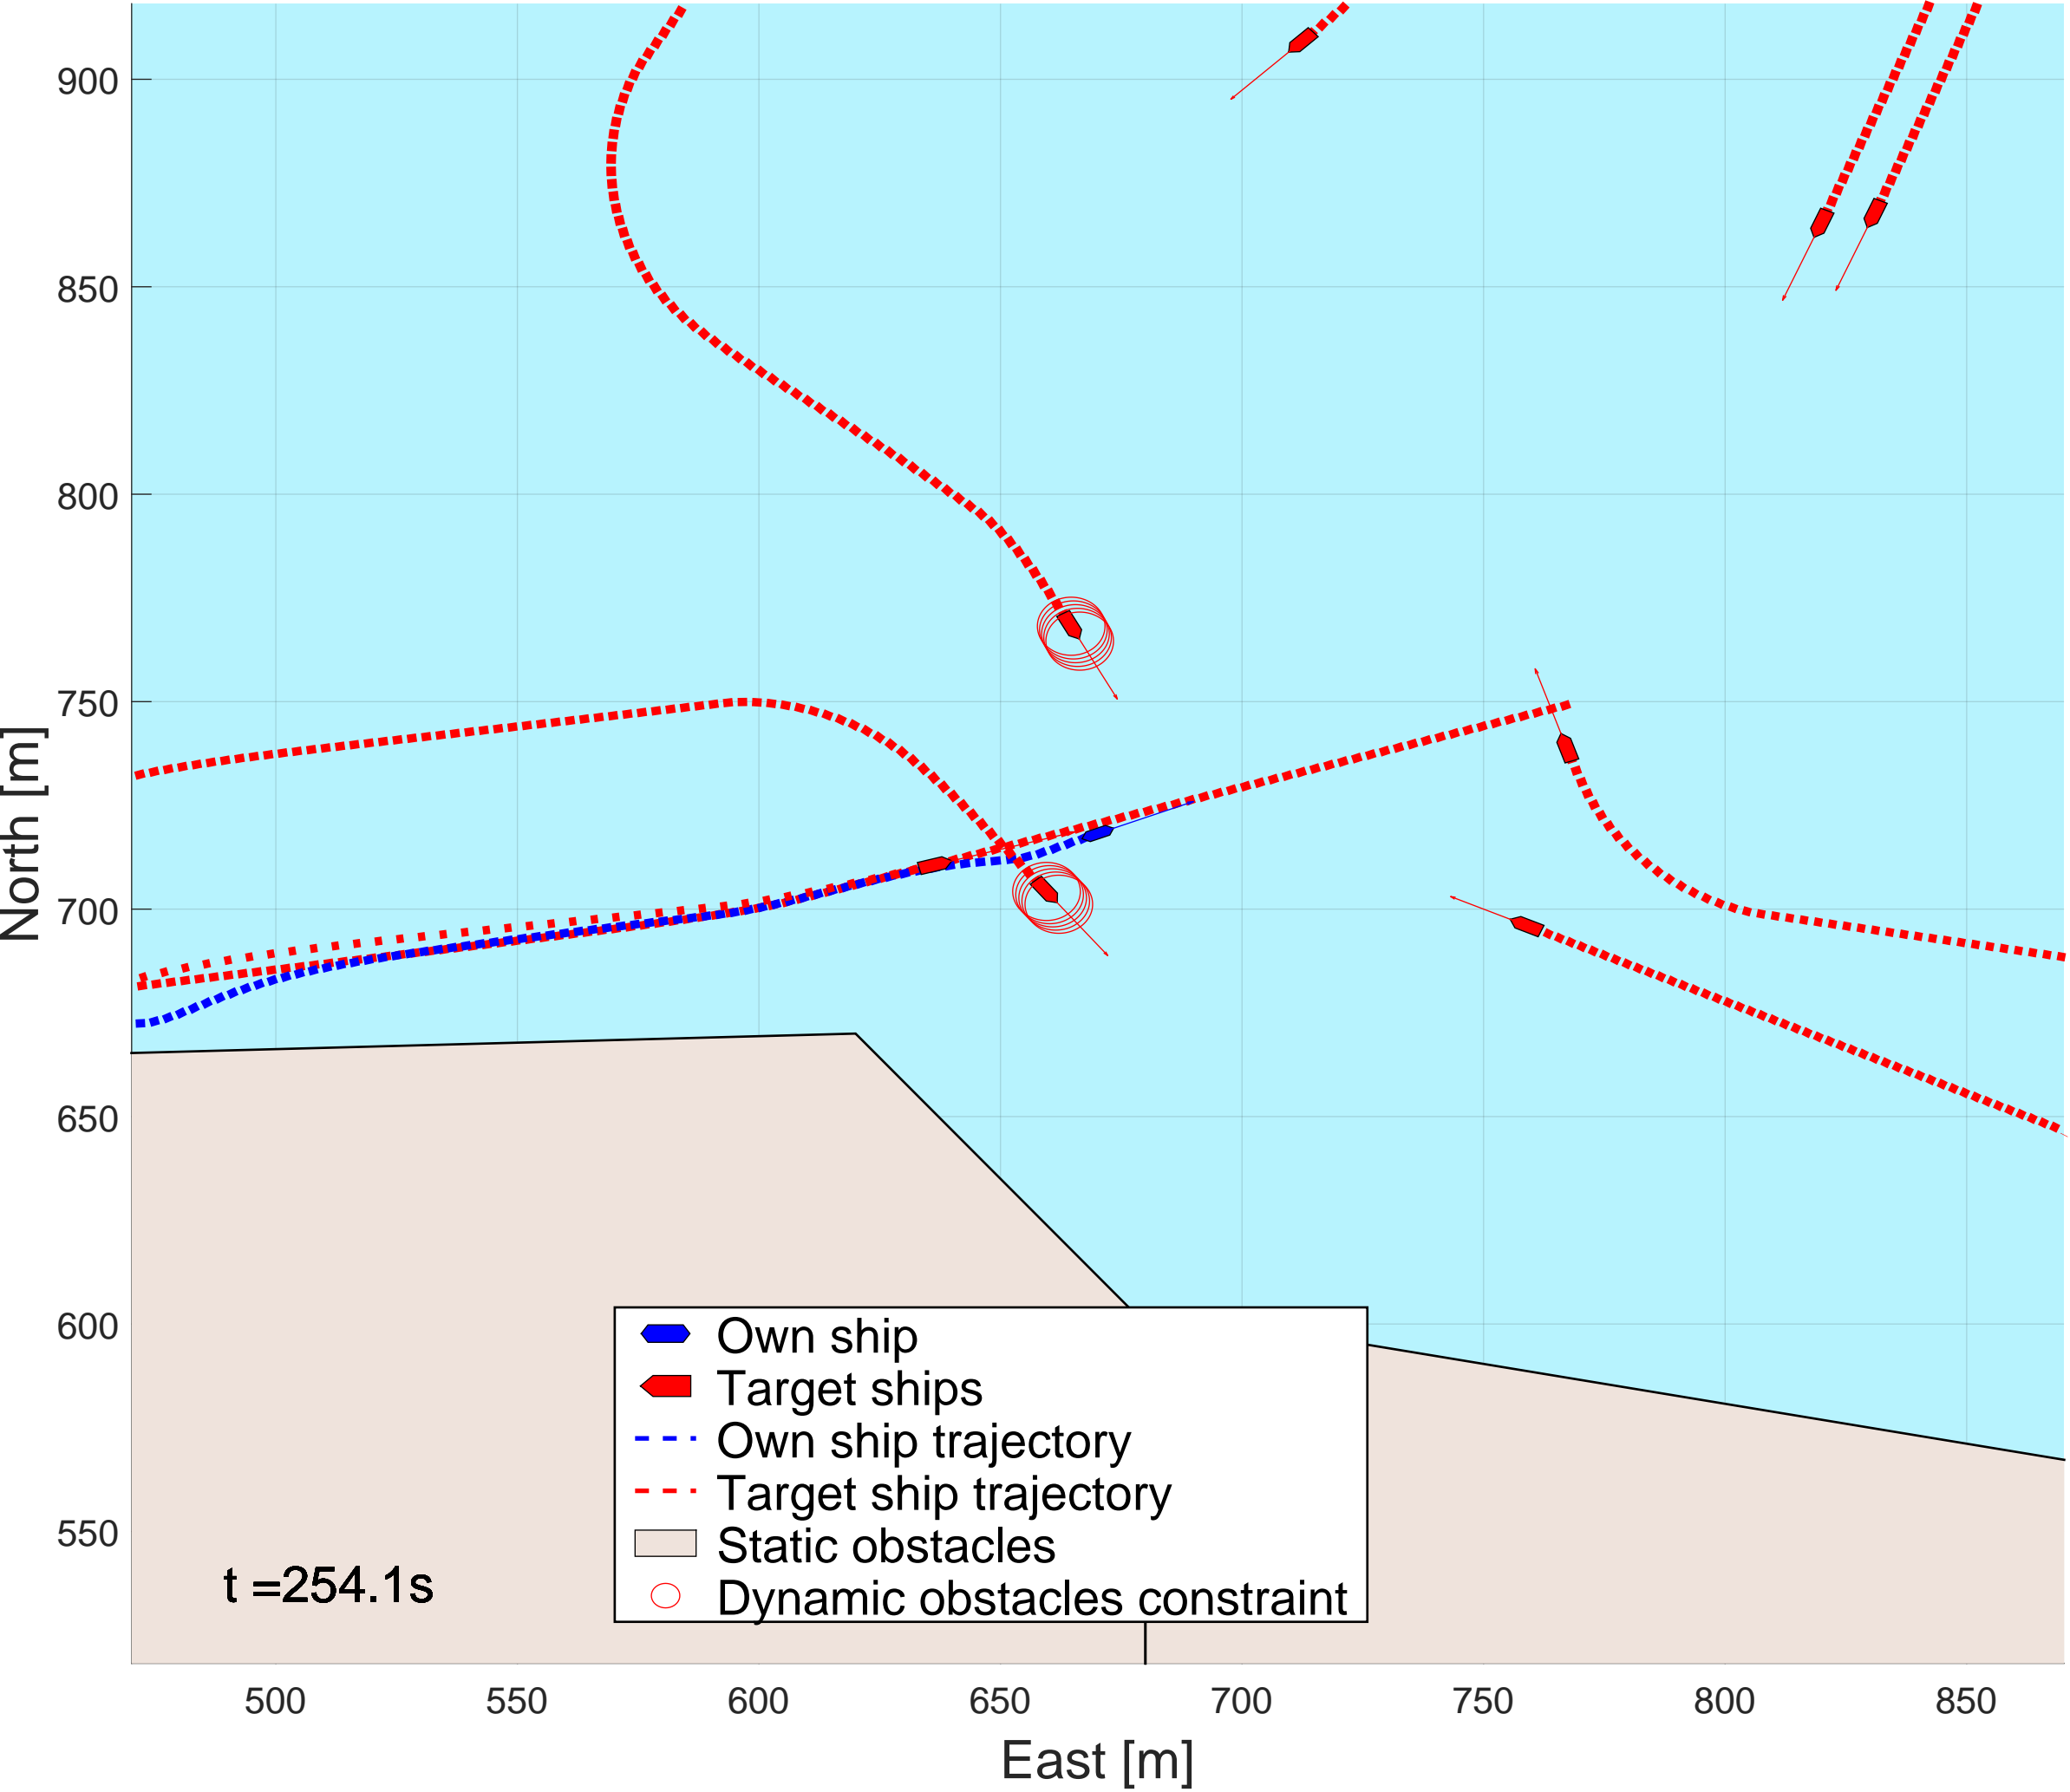 900
850
800
750
700
650
600
550
North [m]
Own ship
Target ships
Own ship trajectory
Target ship trajectory
Static obstacles
Dynamic obstacles constraint
t =254.1s
500 550 600 650 700 750 800 850
East [m]